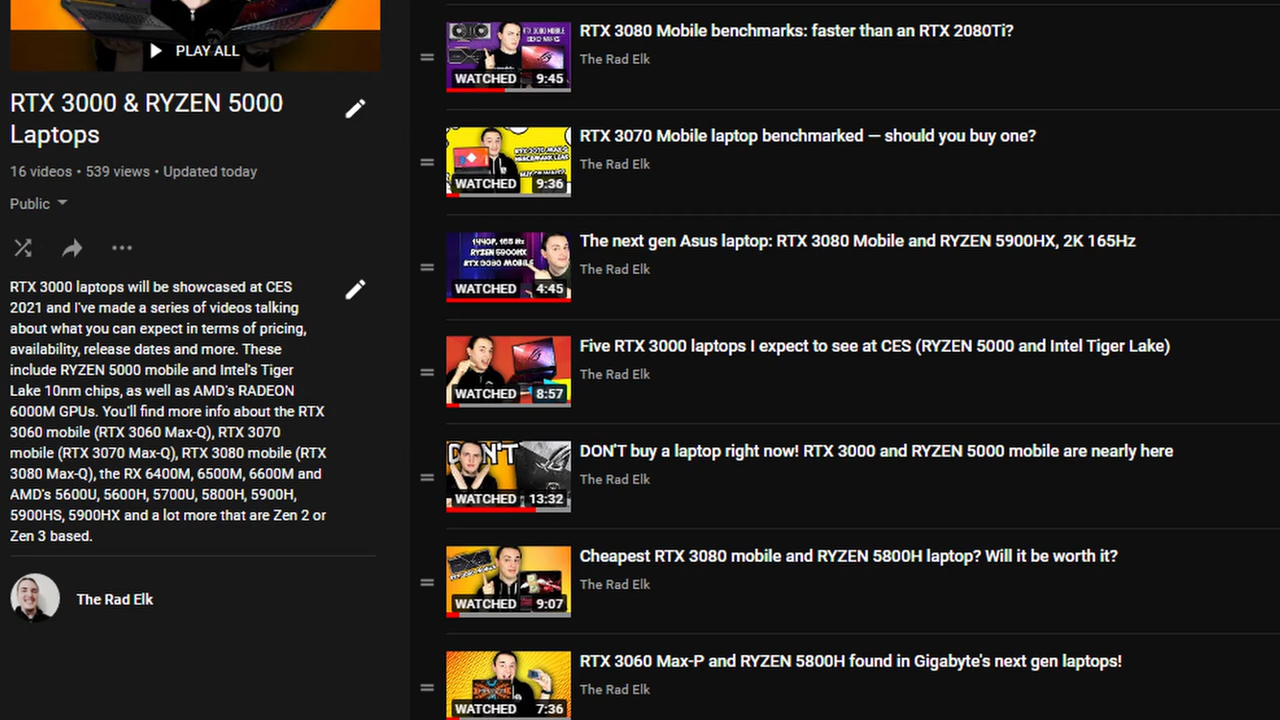 PLAY ALL
RTX 3000 & RYZEN 5000
Laptops
16 videos • 539 views • Updated today
Public
RTX 3000 laptops will be showcased at CES
2021 and I've made a series of videos talking
about what you can expect in terms of pricing,
availability, release dates and more. These
include RYZEN 5000 mobile and Intel's Tiger
Lake 10nm chips, as well as AMD's RADEON
6000M GPUs. You'll find more info about the RTX
3060 mobile (RTX 3060 Max-Q), RTX 3070
mobile (RTX 3070 Max-Q), RTX 3080 mobile (RTX
3080 Max-Q), the RX 6400M, 6500M, 6600M and
AMD's 5600U, 5600H, 5700U, 5800H, 5900H,
5900HS, 5900HX and a lot more that are Zen 2 or
Zen 3 based.
The Rad Elk
RTX 3080 MOBILE
WATCHED 9:45
RTX 3080 Mobile benchmarks: faster than an RTX 2080Ti?
The Rad Elk
WATCHED 9:36
RTX 3070 Mobile laptop benchmarked — should you buy one?
The Rad Elk
1440P, 165 Hz
RYZEN 5900HX
RTX 3080 MOBILE
WATCHED 4:45
The next gen Asus laptop: RTX 3080 Mobile and RYZEN 5900HX, 2K 165Hz
The Rad Elk
WATCHED 8:57
Five RTX 3000 laptops I expect to see at CES (RYZEN 5000 and Intel Tiger Lake)
The Rad Elk
DON'T
WATCHED 13:32
DON'T buy a laptop right now! RTX 3000 and RYZEN 5000 mobile are nearly here
The Rad Elk
WATCHED 9:07
Cheapest RTX 3080 mobile and RYZEN 5800H laptop? Will it be worth it?
The Rad Elk
WATCHED 7:36
RTX 3060 Max-P and RYZEN 5800H found in Gigabyte's next gen laptops!
The Rad Elk